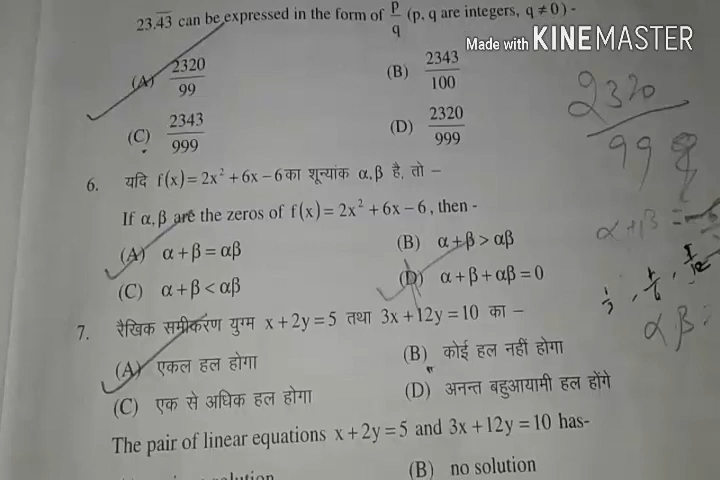 23.4̅3̅ can be expressed in the form of p/q (p, q are integers, q ≠ 0) -
Made with KINEMASTER
(A) 2320/99 (B) 2343/100
(C) 2343/999 (D) 2320/999
2320/99
6. यदि f(x) = 2x² + 6x – 6 का शून्यांक α, β है, तो –
If α, β are the zeros of f(x) = 2x² + 6x – 6, then -
α+β =
(A) α + β = αβ (B) α + β > αβ
(C) α + β < αβ (D) α + β + αβ = 0
αβ
7. रैखिक समीकरण युग्म x + 2y = 5 तथा 3x + 12y = 10 का –
(A) एकल हल होगा (B) कोई हल नहीं होगा
(C) एक से अधिक हल होगा (D) अनन्त बहुआयामी हल होंगे
The pair of linear equations x + 2y = 5 and 3x + 12y = 10 has-
(B) no solution